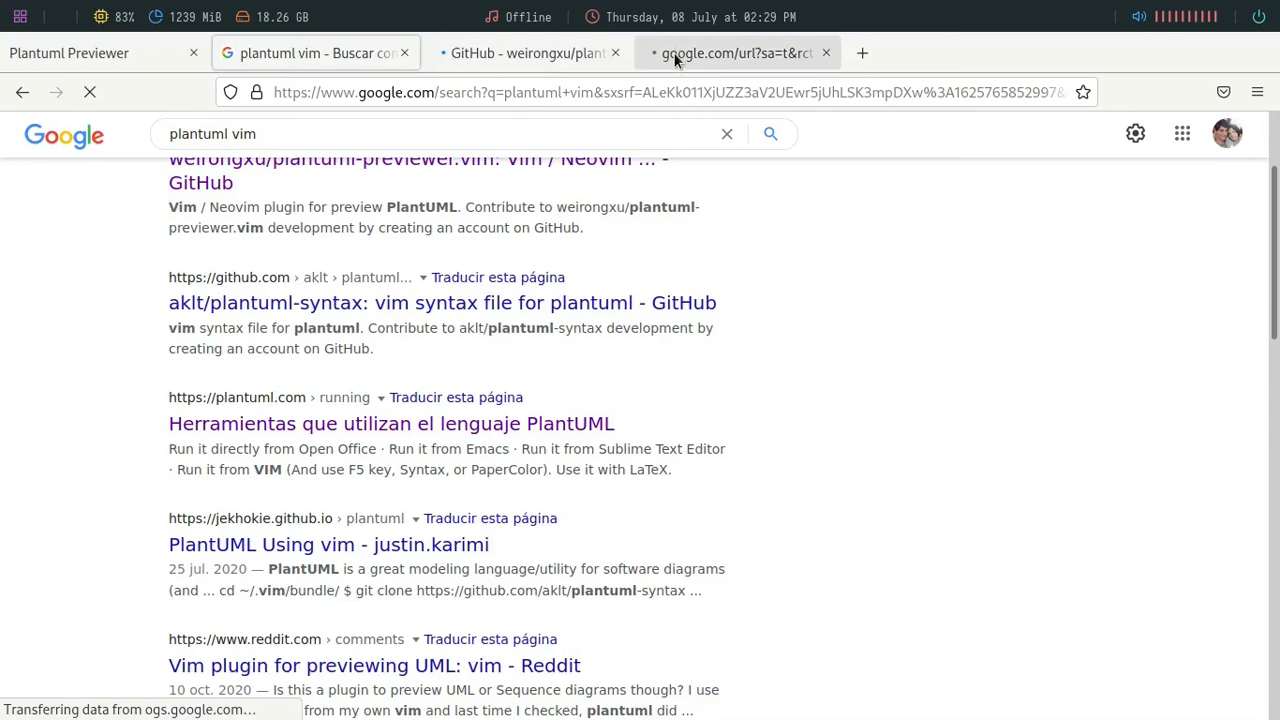 83% 1239 MiB 18.26 GB Offline Thursday, 08 July at 02:29 PM
Plantuml Previewer plantuml vim - Buscar con GitHub - weirongxu/plant google.com/url?sa=t&rct
https://www.google.com/search?q=plantuml+vim&sxsrf=ALeKk011XjUZZ3aV2UEwr5jUhLSK3mpDXw%3A1625765852997&
Google plantuml vim
weirongxu/plantuml-previewer.vim: Vim / Neovim ... -
GitHub
Vim / Neovim plugin for preview PlantUML. Contribute to weirongxu/plantuml-
previewer.vim development by creating an account on GitHub.
https://github.com › aklt › plantuml... Traducir esta página
aklt/plantuml-syntax: vim syntax file for plantuml - GitHub
vim syntax file for plantuml. Contribute to aklt/plantuml-syntax development by
creating an account on GitHub.
https://plantuml.com › running Traducir esta página
Herramientas que utilizan el lenguaje PlantUML
Run it directly from Open Office · Run it from Emacs · Run it from Sublime Text Editor
· Run it from VIM (And use F5 key, Syntax, or PaperColor). Use it with LaTeX.
https://jekhokie.github.io › plantuml Traducir esta página
PlantUML Using vim - justin.karimi
25 jul. 2020 — PlantUML is a great modeling language/utility for software diagrams
(and ... cd ~/.vim/bundle/ $ git clone https://github.com/aklt/plantuml-syntax ...
https://www.reddit.com › comments Traducir esta página
Vim plugin for previewing UML: vim - Reddit
10 oct. 2020 — Is this a plugin to preview UML or Sequence diagrams though? I use
from my own vim and last time I checked, plantuml did ...
Transferring data from ogs.google.com…